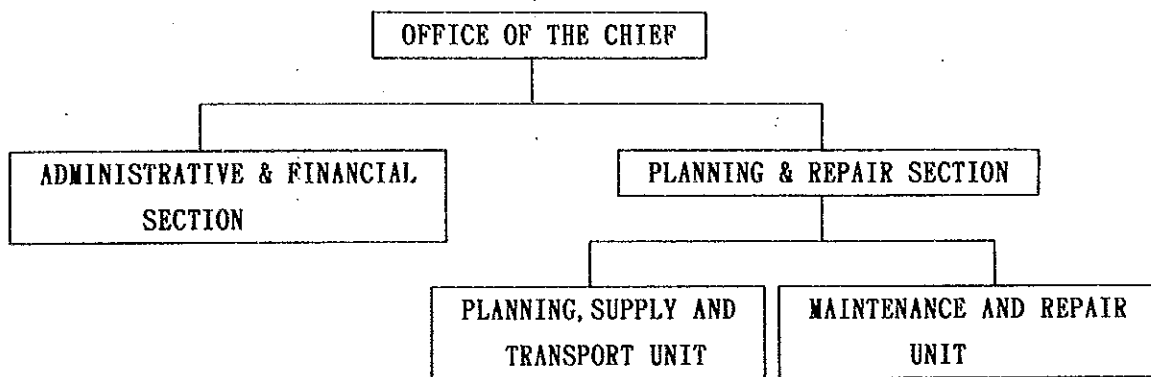 OFFICE OF THE CHIEF
ADMINISTRATIVE & FINANCIAL
SECTION
PLANNING & REPAIR SECTION
PLANNING, SUPPLY AND
TRANSPORT UNIT
MAINTENANCE AND REPAIR
UNIT